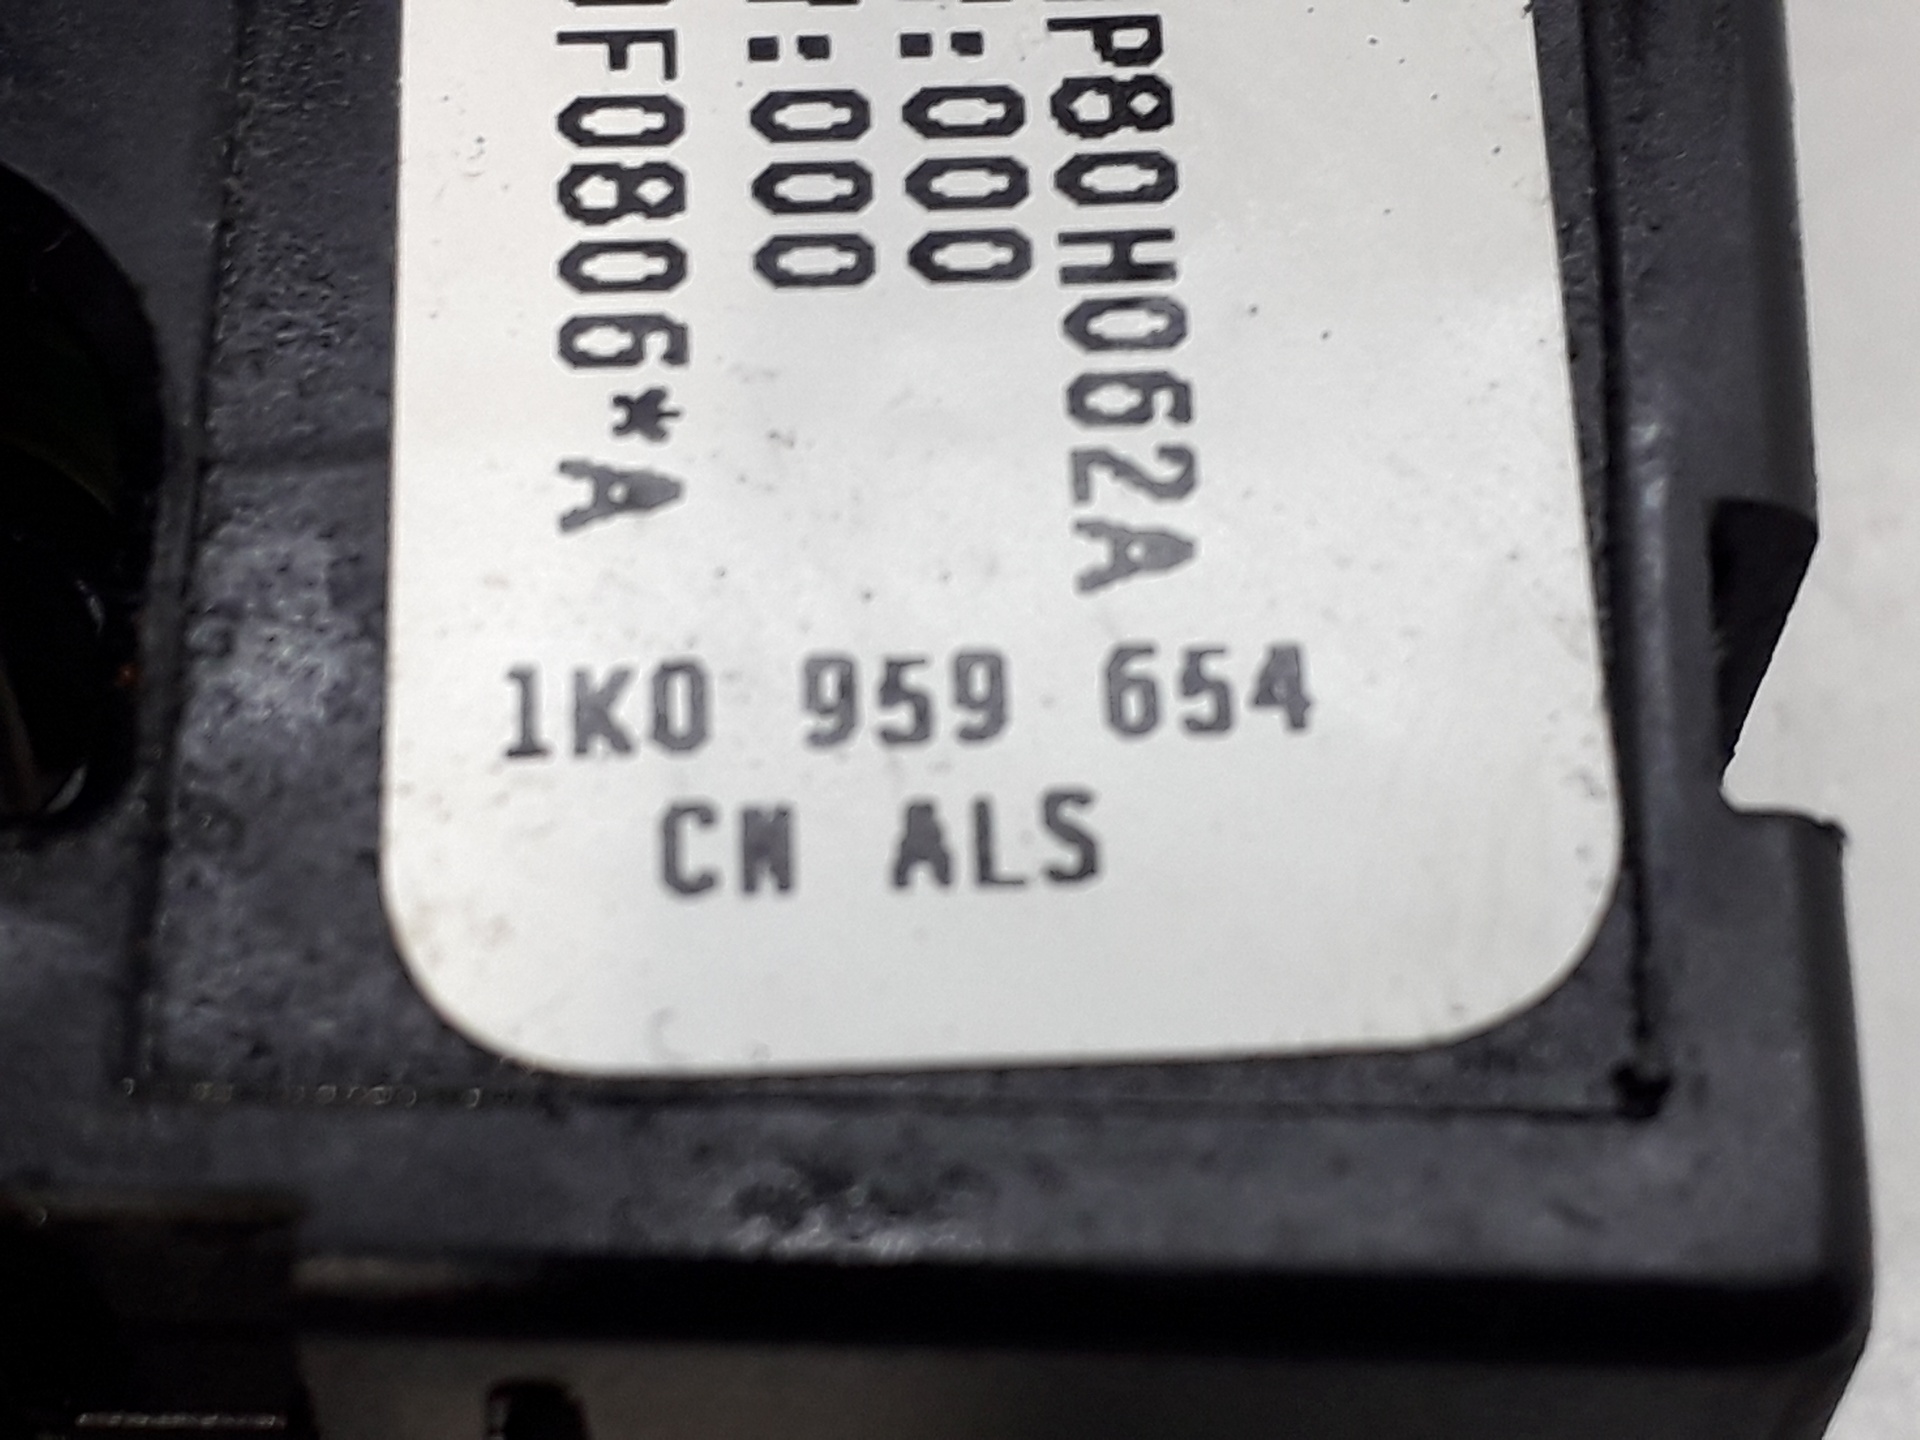 P80H062A
:000
:000
F0806*A
1K0 959 654
CN ALS